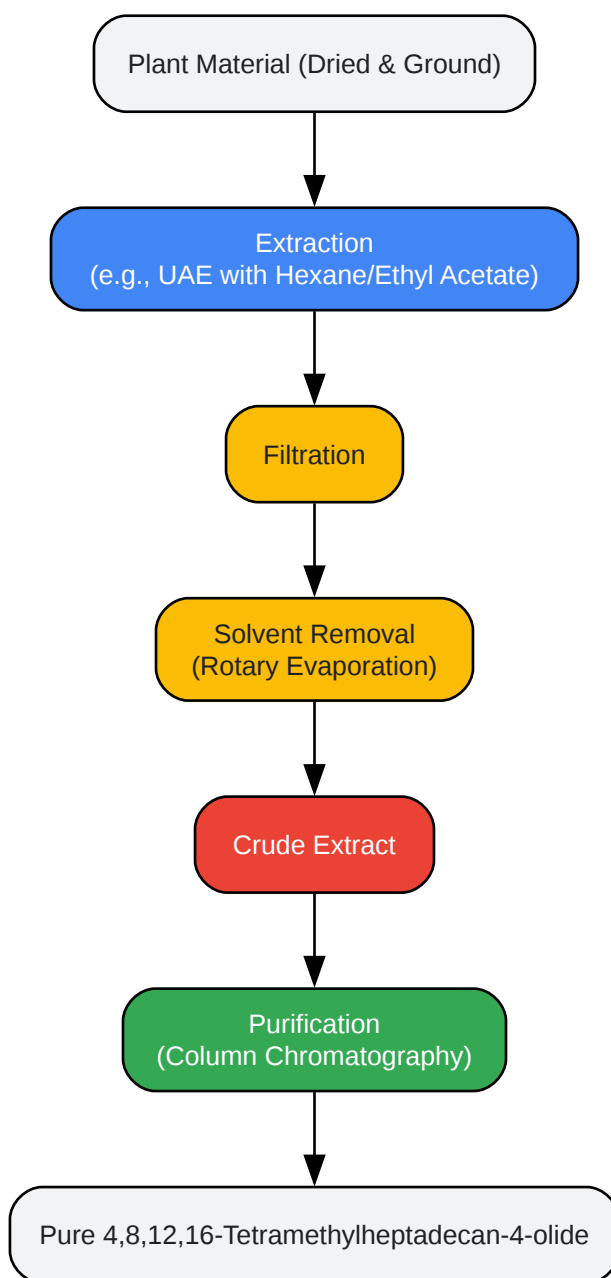 Plant Material (Dried & Ground)
Extraction
(e.g., UAE with Hexane/Ethyl Acetate)
Filtration
Solvent Removal
(Rotary Evaporation)
Crude Extract
Purification
(Column Chromatography)
Pure 4,8,12,16-Tetramethylheptadecan-4-olide